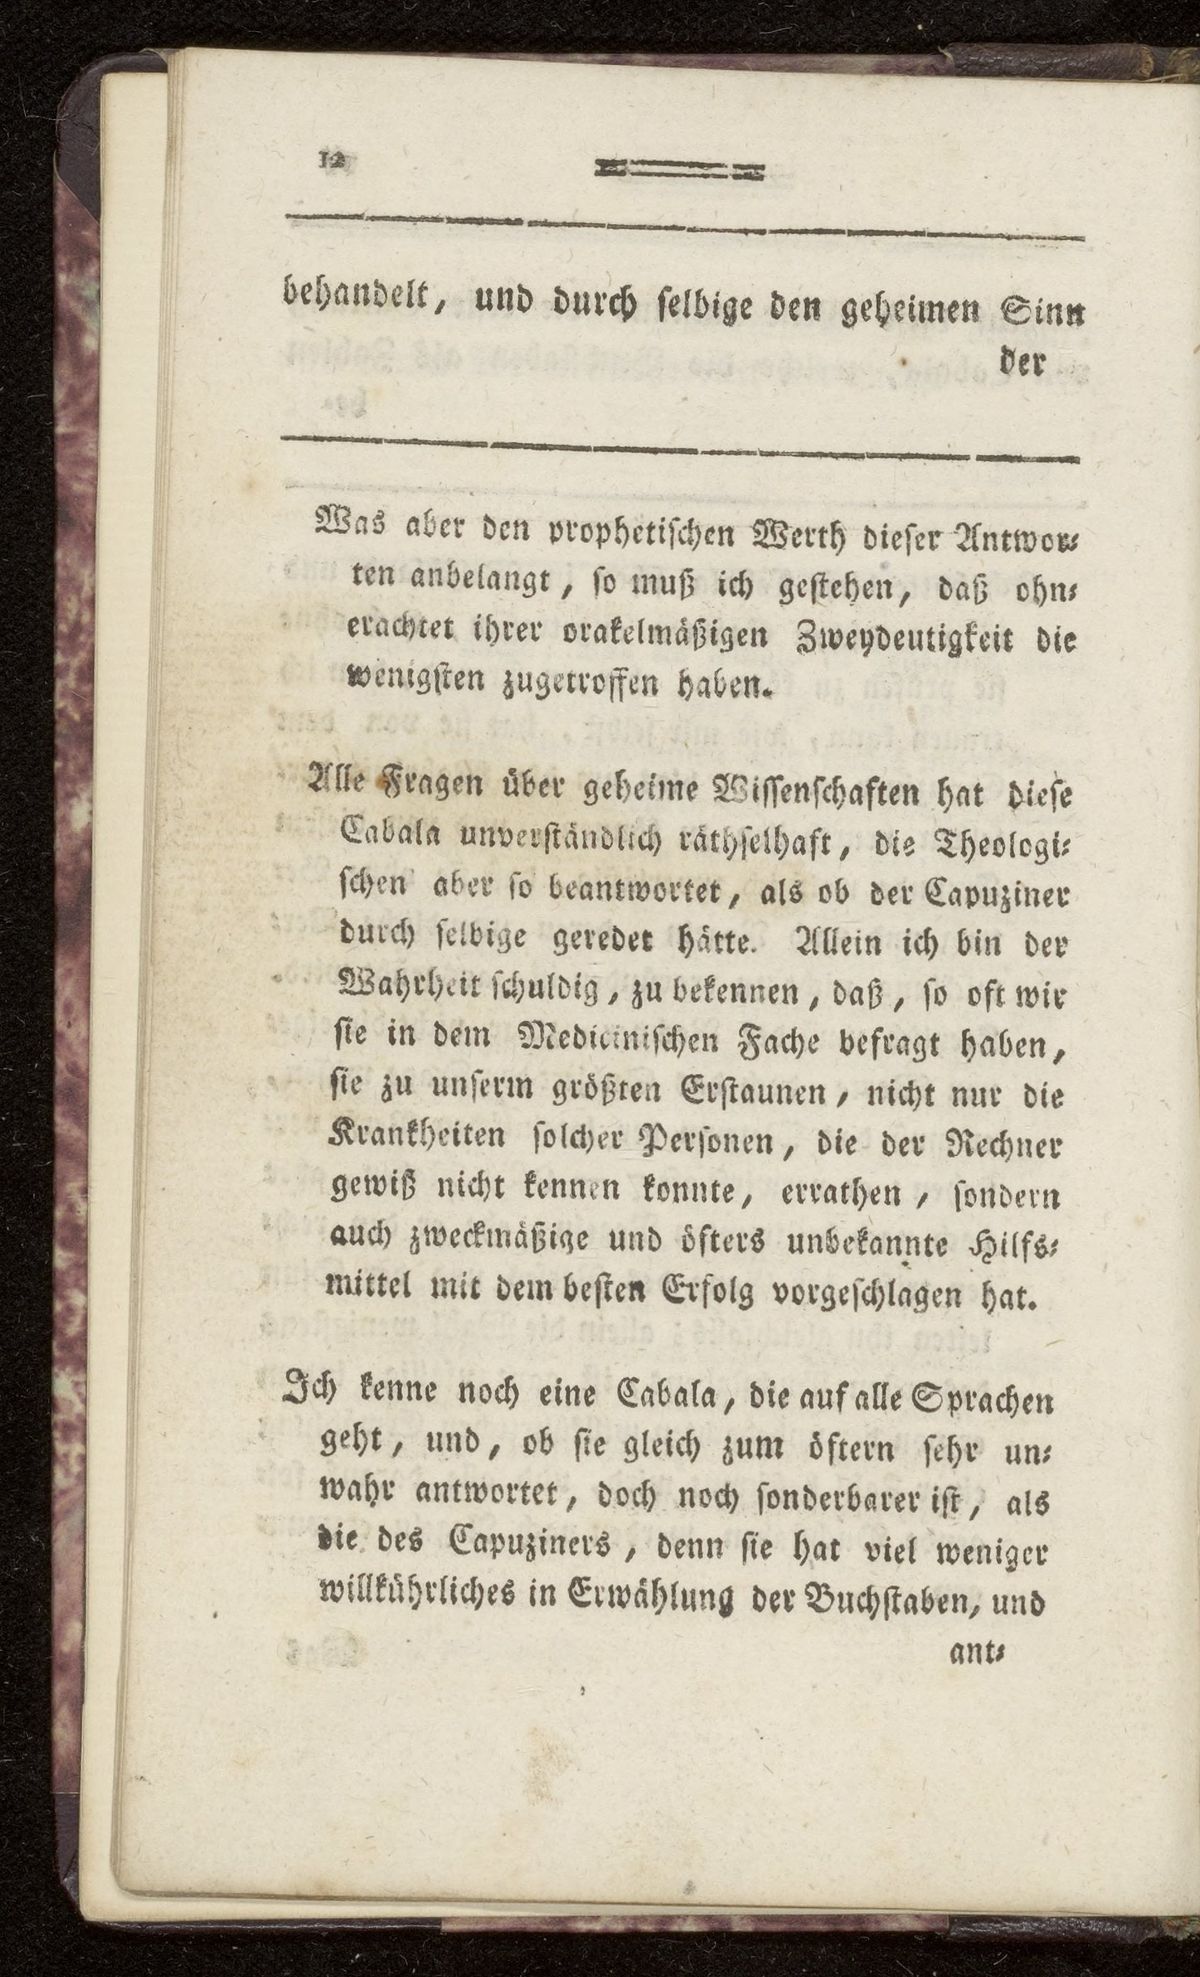 12
behandelt, und durch selbige den geheimen Sinn
der
Was aber den prophetischen Werth dieser Antwor⸗
ten anbelangt, so muß ich gestehen, daß ohn⸗
erachtet ihrer orakelmäßigen Zweydeutigkeit die
wenigsten zugetroffen haben.
Alle Fragen über geheime Wissenschaften hat diese
Cabala unverständlich räthselhaft, die Theologi⸗
schen aber so beantwortet, als ob der Capuziner
durch selbige geredet hätte. Allein ich bin der
Wahrheit schuldig, zu bekennen, daß, so oft wir
sie in dem Medicinischen Fache befragt haben,
sie zu unserm größten Erstaunen, nicht nur die
Krankheiten solcher Personen, die der Rechner
gewiß nicht kennen konnte, errathen, sondern
auch zweckmäßige und öfters unbekannte Hilfs⸗
mittel mit dem besten Erfolg vorgeschlagen hat.
Ich kenne noch eine Cabala, die auf alle Sprachen
geht, und, ob sie gleich zum öftern sehr un⸗
wahr antwortet, doch noch sonderbarer ist, als
die des Capuziners, denn sie hat viel weniger
willkührliches in Erwählung der Buchstaben, und
ant⸗